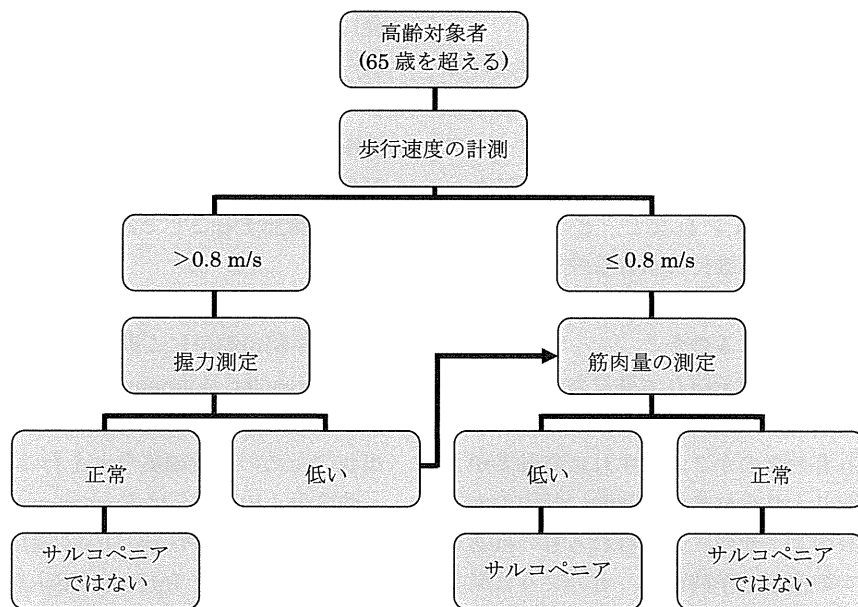 高齢対象者
(65 歳を超える)
歩行速度の計測
>0.8 m/s
≤ 0.8 m/s
握力測定
筋肉量の測定
正常
低い
低い
正常
サルコペニア
ではない
サルコペニア
サルコペニア
ではない